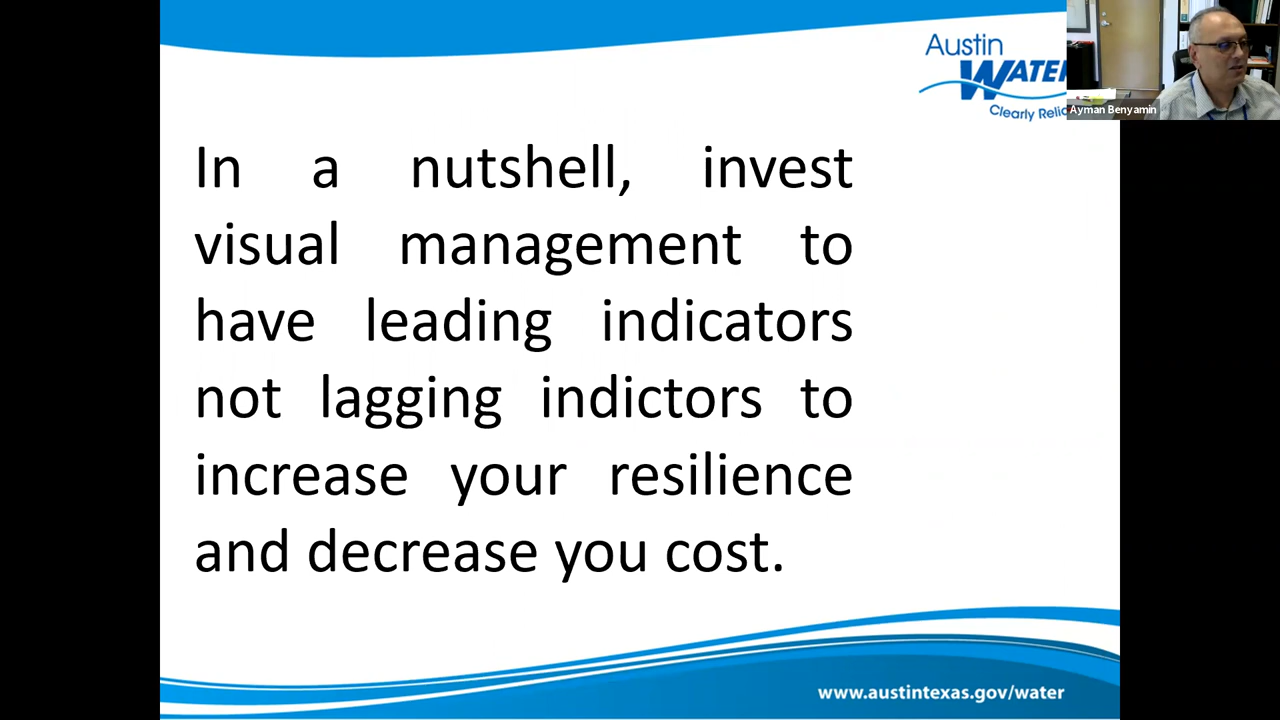 Austin
WATER
Clearly Relia
Ayman Benyamin
In a nutshell, invest
visual management to
have leading indicators
not lagging indictors to
increase your resilience
and decrease you cost.
www.austintexas.gov/water